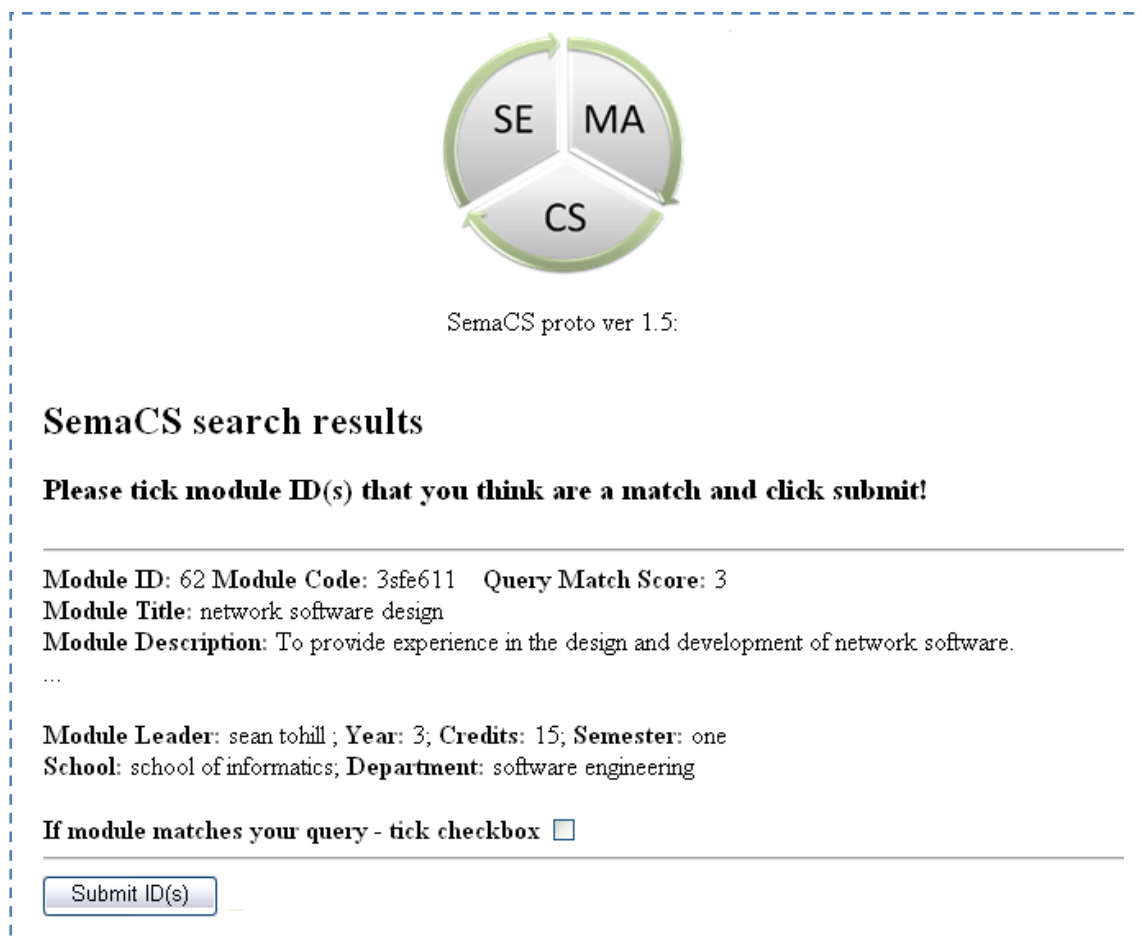 SE MA
CS
SemaCS proto ver 1.5:
SemaCS search results
Please tick module ID(s) that you think are a match and click submit!
Module ID: 62 Module Code: 3sfe611 Query Match Score: 3
Module Title: network software design
Module Description: To provide experience in the design and development of network software.
...
Module Leader: sean tohill ; Year: 3; Credits: 15; Semester: one
School: school of informatics; Department: software engineering
If module matches your query - tick checkbox
Submit ID(s)